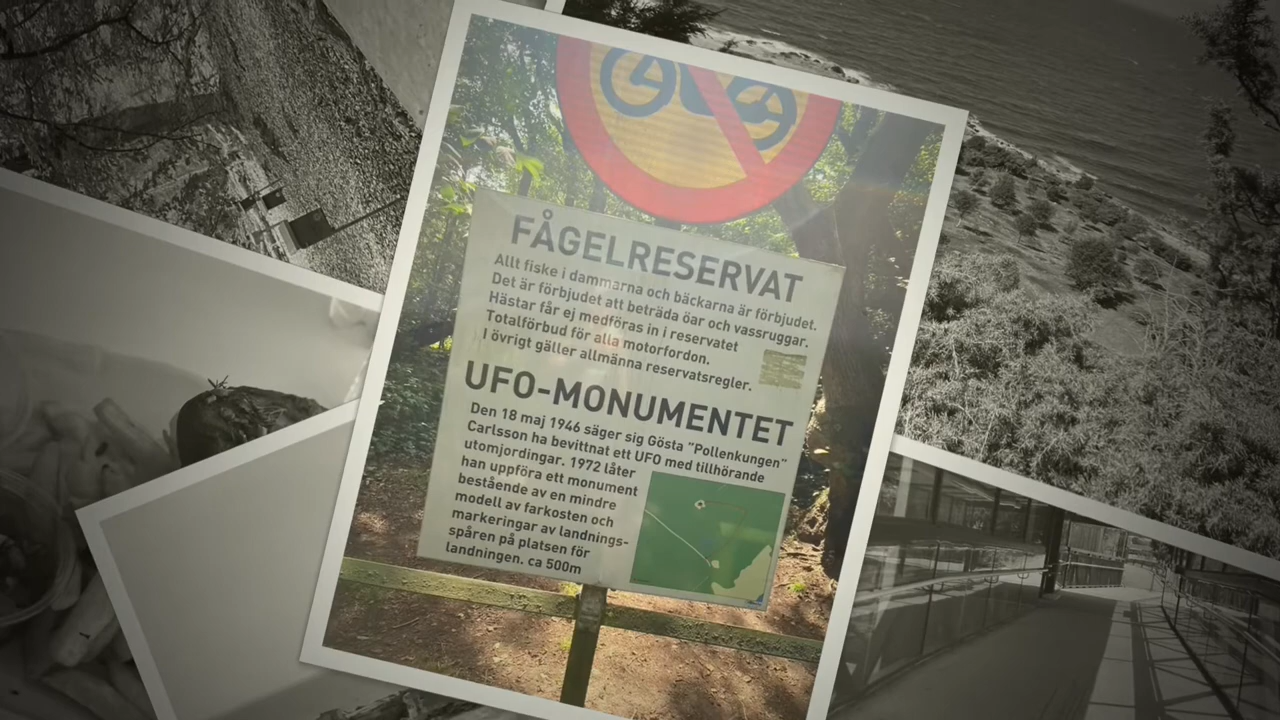 FÅGELRESERVAT
Allt fiske i dammarna och bäckarna är förbjudet.
Det är förbjudet att beträda öar och vassruggar.
Hästar får ej medföras in i reservatet
Totalförbud för alla motorfordon.
I övrigt gäller allmänna reservatsregler.
UFO-MONUMENTET
Den 18 maj 1946 säger sig Gösta "Pollenkungen"
Carlsson ha bevittnat ett UFO med tillhörande
utomjordingar. 1972 låter
han uppföra ett monument
bestående av en mindre
modell av farkosten och
markeringar av landnings-
spåren på platsen för
landningen. ca 500m